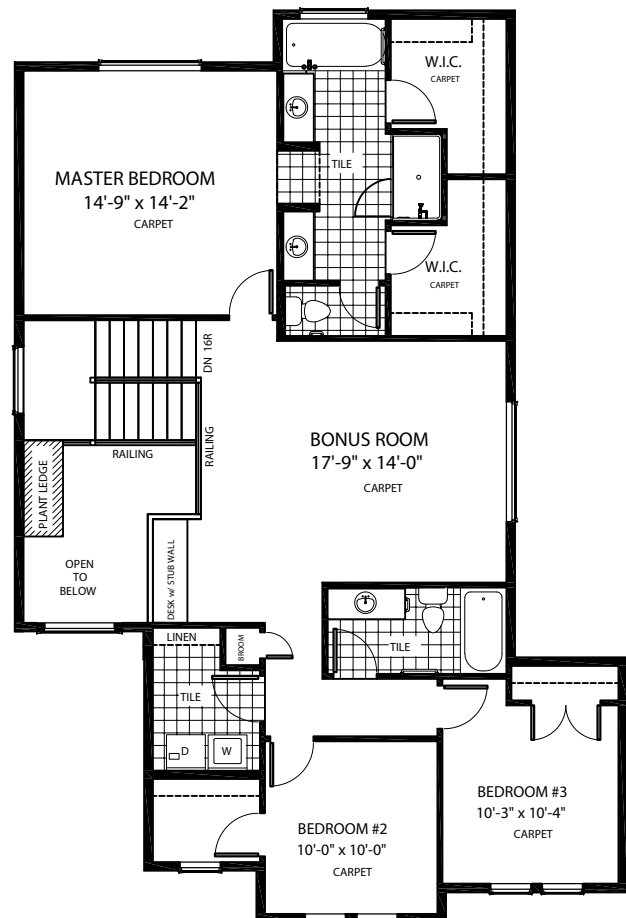 W.I.C.
CARPET
TILE
MASTER BEDROOM
14'-9" x 14'-2"
CARPET
W.I.C.
CARPET
DN 16R
RAILING
RAILING
PLANT LEDGE
BONUS ROOM
17'-9" x 14'-0"
CARPET
OPEN
TO
BELOW
DESK w/ STUB WALL
LINEN
BROOM
TILE
TILE
D
W
BEDROOM #3
10'-3" x 10'-4"
CARPET
BEDROOM #2
10'-0" x 10'-0"
CARPET